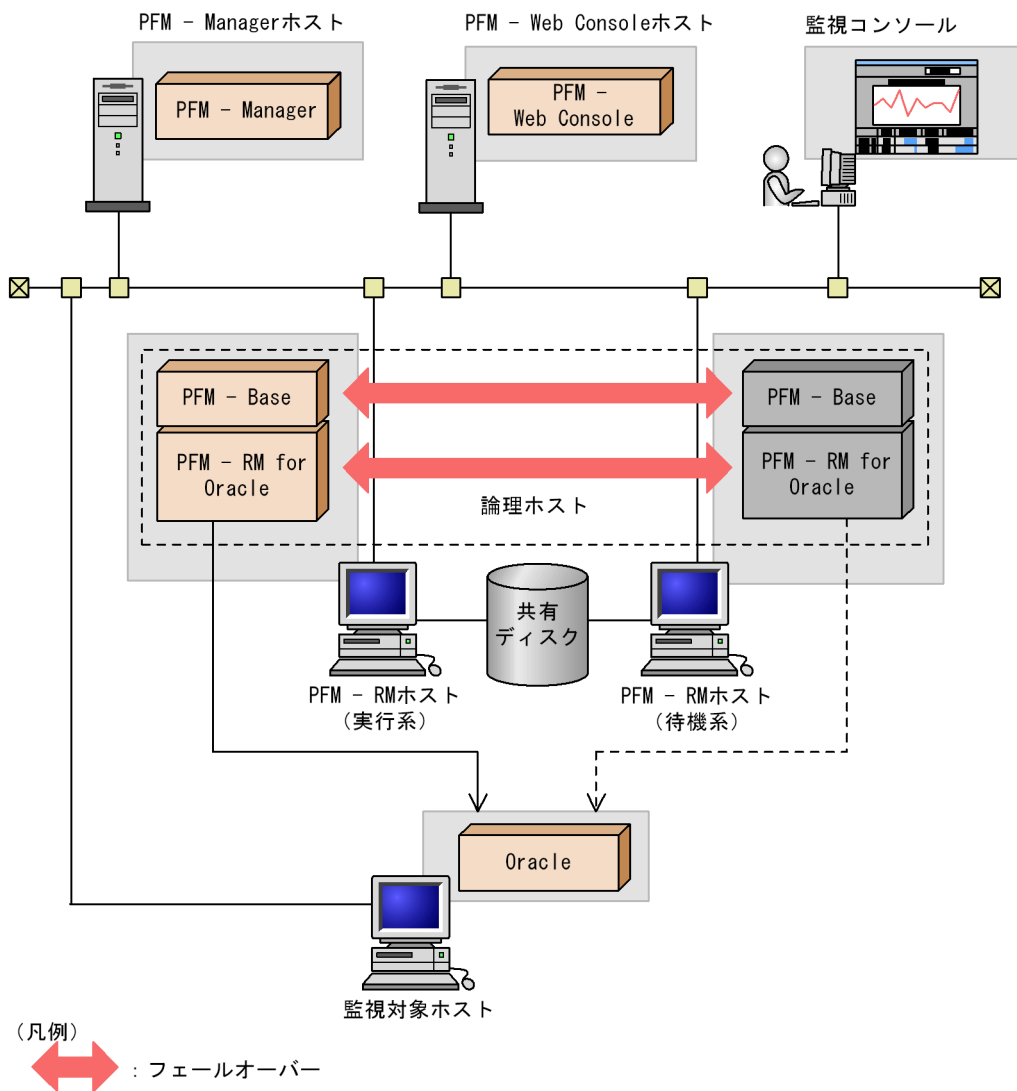 PFM - Managerホスト
PFM - Web Consoleホスト
監視コンソール
PFM - Manager
PFM -
Web Console
PFM - Base
PFM - RM for
Oracle
PFM - Base
PFM - RM for
Oracle
論理ホスト
共有
ディスク
PFM - RMホスト
(実行系)
PFM - RMホスト
(待機系)
Oracle
監視対象ホスト
(凡例)
: フェールオーバー